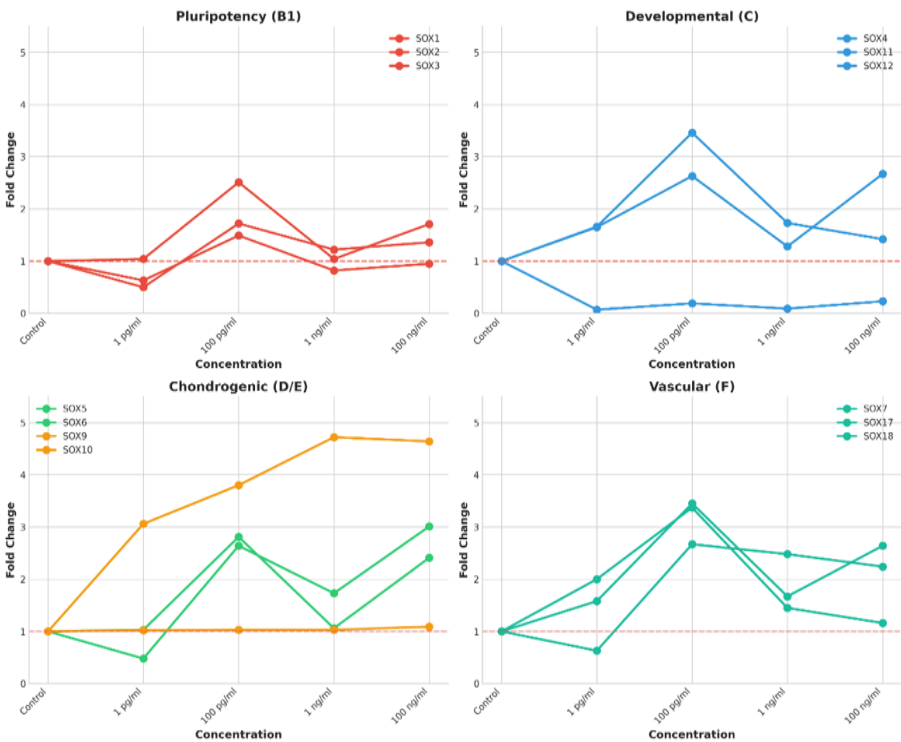 Pluripotency (B1)
Fold Change
5
4
3
2
1
0
SOX1
SOX2
SOX3
Control
1 pg/ml
100 pg/ml
1 ng/ml
100 ng/ml
Concentration
Developmental (C)
Fold Change
5
4
3
2
1
0
SOX4
SOX11
SOX12
Control
1 pg/ml
100 pg/ml
1 ng/ml
100 ng/ml
Concentration
Chondrogenic (D/E)
Fold Change
5
4
3
2
1
0
SOX5
SOX6
SOX9
SOX10
Control
1 pg/ml
100 pg/ml
1 ng/ml
100 ng/ml
Concentration
Vascular (F)
Fold Change
5
4
3
2
1
0
SOX7
SOX17
SOX18
Control
1 pg/ml
100 pg/ml
1 ng/ml
100 ng/ml
Concentration